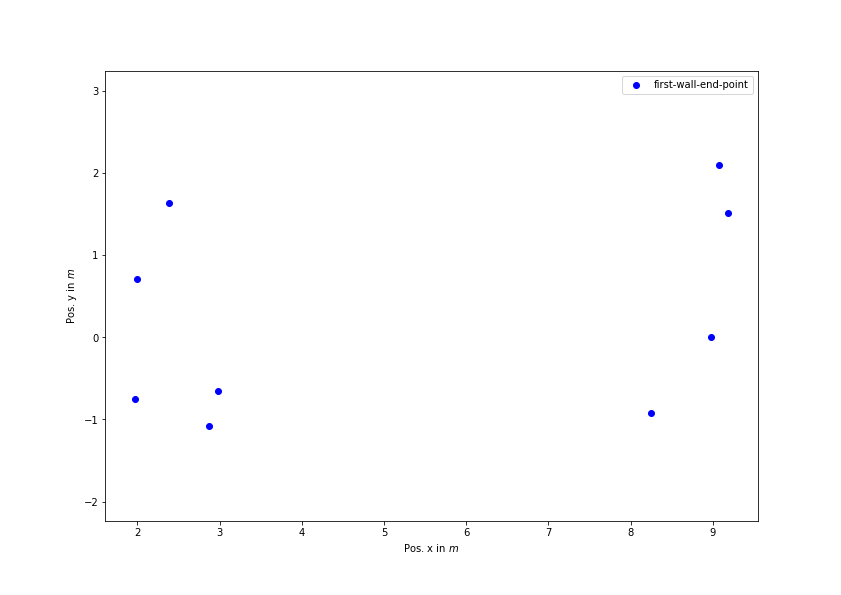 first-wall-end-point
3
2
1
0
−1
−2
Pos. y in m
2 3 4 5 6 7 8 9
Pos. x in m